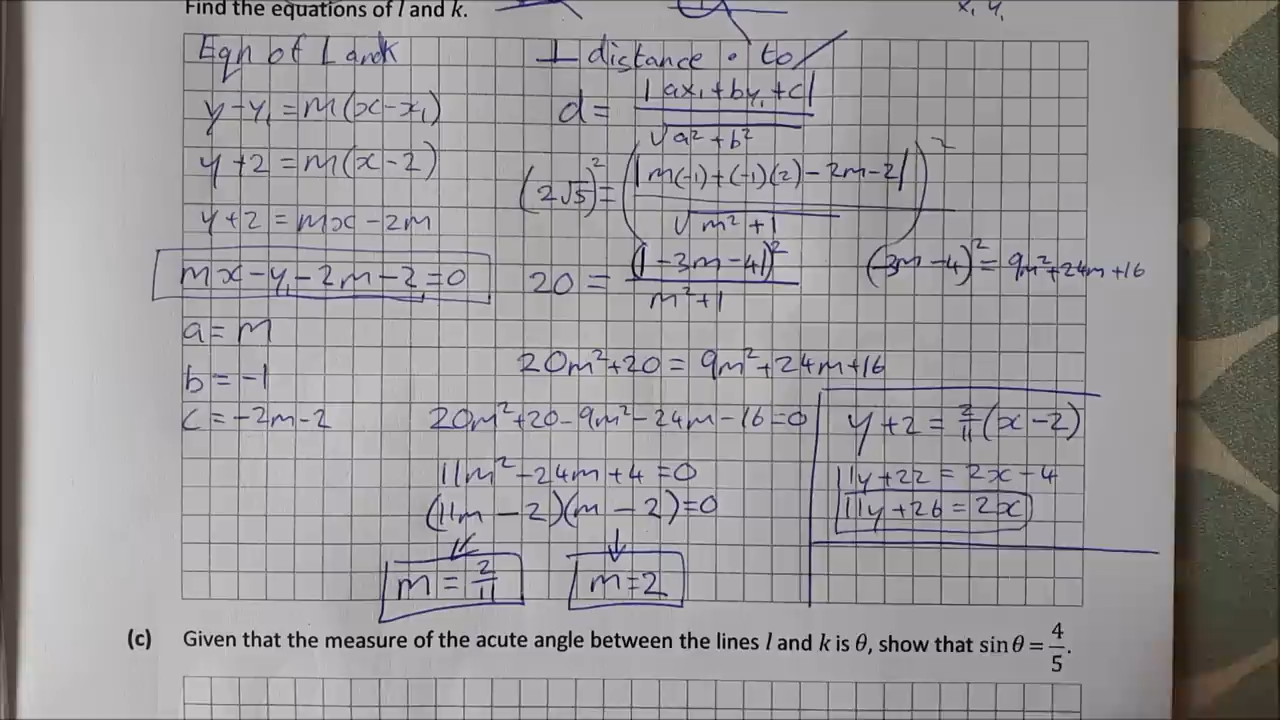 Find the equations of l and k.
x₁ y₁
Eqn of L and K
y-y₁ = m(x-x₁)
y+2 = m(x-2)
y+2 = mx-2m
mx-y-2m-2=0
a=m
b=-1
c=-2m-2
⊥ distance • to /
d = |ax₁+by₁+c| / √a²+b²
(2√5)² = (|m(-1)+(-1)(2)-2m-2| / √m²+1)²
20 = (|-3m-4|)² / m²+1
(-3m-4)² = 9m²+24m+16
20m²+20 = 9m²+24m+16
20m²+20-9m²-24m-16=0
11m²-24m+4=0
(11m-2)(m-2)=0
m = 2/11
m=2
y+2 = 2/11 (x-2)
11y+22 = 2x-4
11y+26 = 2x
(c) Given that the measure of the acute angle between the lines l and k is θ, show that sin θ = 4/5.